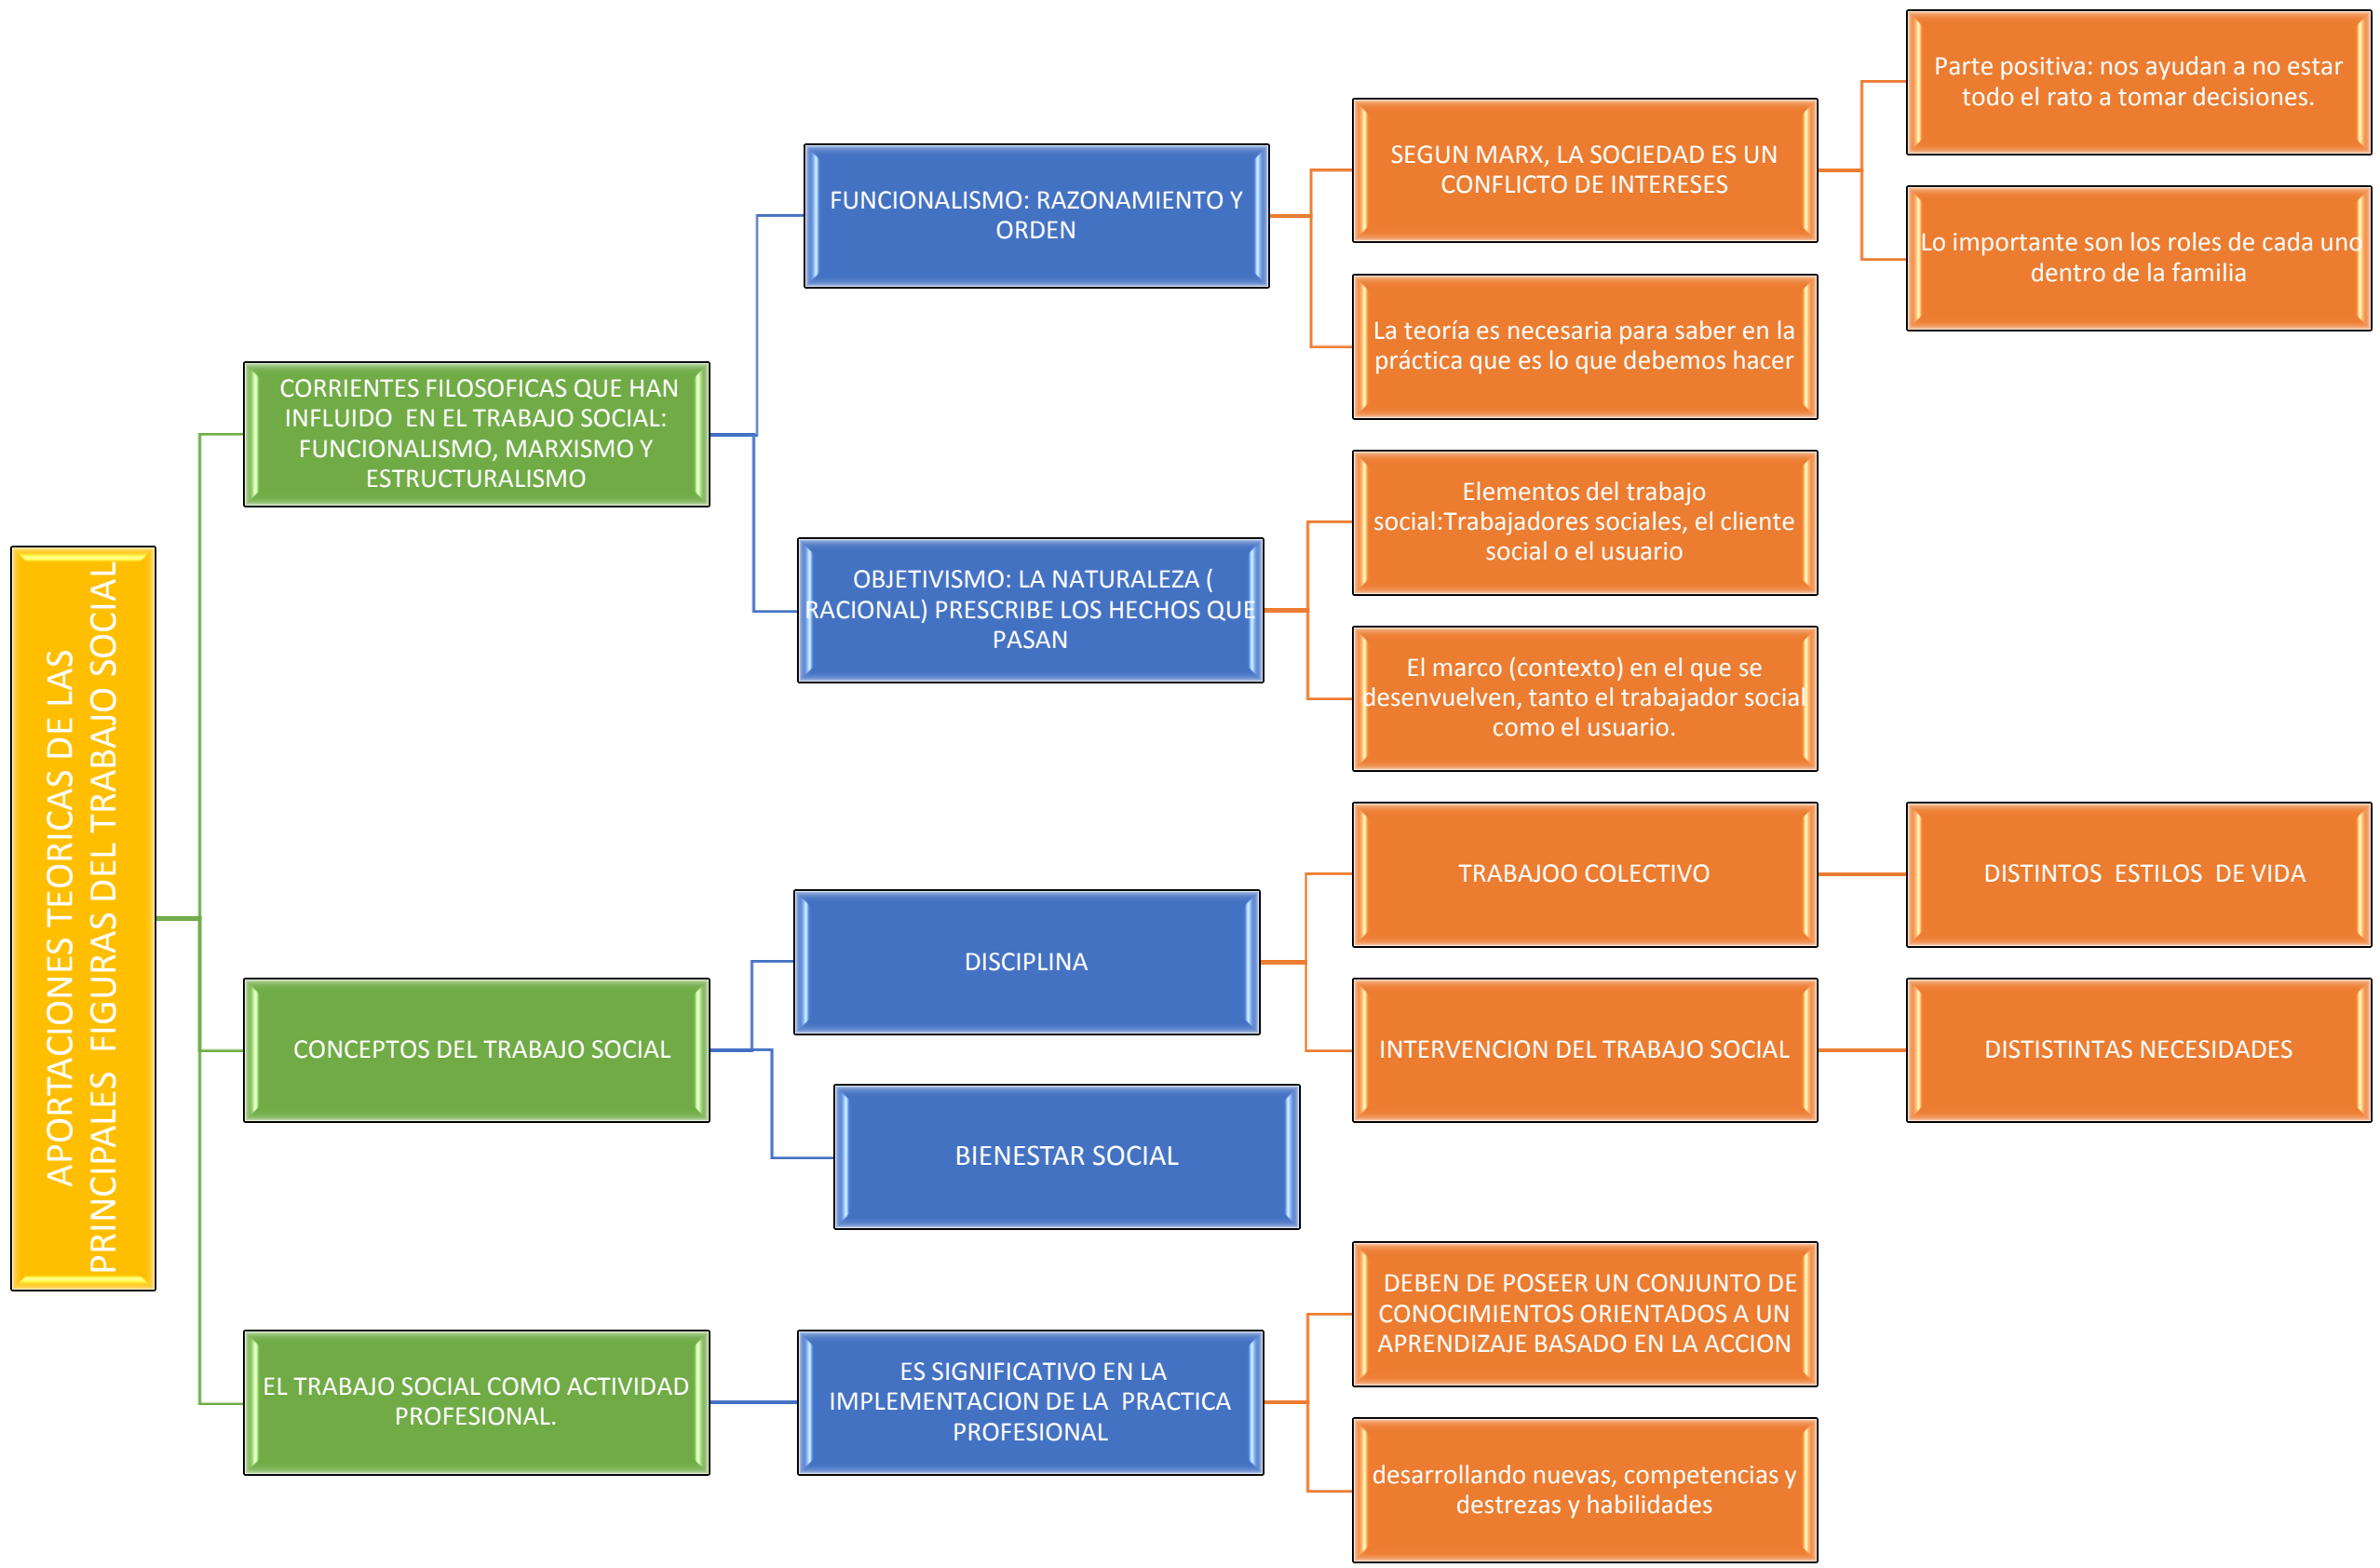 APORTACIONES TEORICAS DE LAS
PRINCIPALES FIGURAS DEL TRABAJO SOCIAL
CORRIENTES FILOSOFICAS QUE HAN
INFLUIDO EN EL TRABAJO SOCIAL:
FUNCIONALISMO, MARXISMO Y
ESTRUCTURALISMO
FUNCIONALISMO: RAZONAMIENTO Y
ORDEN
SEGUN MARX, LA SOCIEDAD ES UN
CONFLICTO DE INTERESES
Parte positiva: nos ayudan a no estar
todo el rato a tomar decisiones.
Lo importante son los roles de cada uno
dentro de la familia
La teoría es necesaria para saber en la
práctica que es lo que debemos hacer
OBJETIVISMO: LA NATURALEZA (
RACIONAL) PRESCRIBE LOS HECHOS QUE
PASAN
Elementos del trabajo
social:Trabajadores sociales, el cliente
social o el usuario
El marco (contexto) en el que se
desenvuelven, tanto el trabajador social
como el usuario.
CONCEPTOS DEL TRABAJO SOCIAL
DISCIPLINA
TRABAJOO COLECTIVO
DISTINTOS ESTILOS DE VIDA
INTERVENCION DEL TRABAJO SOCIAL
DISTISTINTAS NECESIDADES
BIENESTAR SOCIAL
EL TRABAJO SOCIAL COMO ACTIVIDAD
PROFESIONAL.
ES SIGNIFICATIVO EN LA
IMPLEMENTACION DE LA PRACTICA
PROFESIONAL
DEBEN DE POSEER UN CONJUNTO DE
CONOCIMIENTOS ORIENTADOS A UN
APRENDIZAJE BASADO EN LA ACCION
desarrollando nuevas, competencias y
destrezas y habilidades